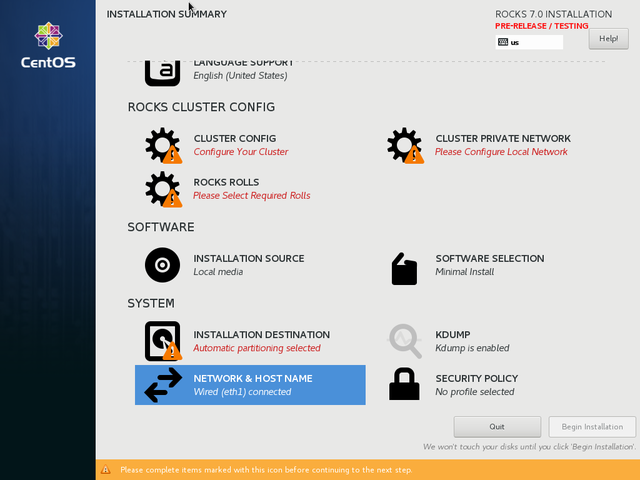 INSTALLATION SUMMARY
ROCKS 7.0 INSTALLATION
PRE-RELEASE / TESTING
us
Help!
CentOS
LANGUAGE SUPPORT
English (United States)
ROCKS CLUSTER CONFIG
CLUSTER CONFIG
Configure Your Cluster
CLUSTER PRIVATE NETWORK
Please Configure Local Network
ROCKS ROLLS
Please Select Required Rolls
SOFTWARE
INSTALLATION SOURCE
Local media
SOFTWARE SELECTION
Minimal Install
SYSTEM
INSTALLATION DESTINATION
Automatic partitioning selected
KDUMP
Kdump is enabled
NETWORK & HOST NAME
Wired (eth1) connected
SECURITY POLICY
No profile selected
Quit
Begin Installation
We won't touch your disks until you click 'Begin Installation'.
Please complete items marked with this icon before continuing to the next step.